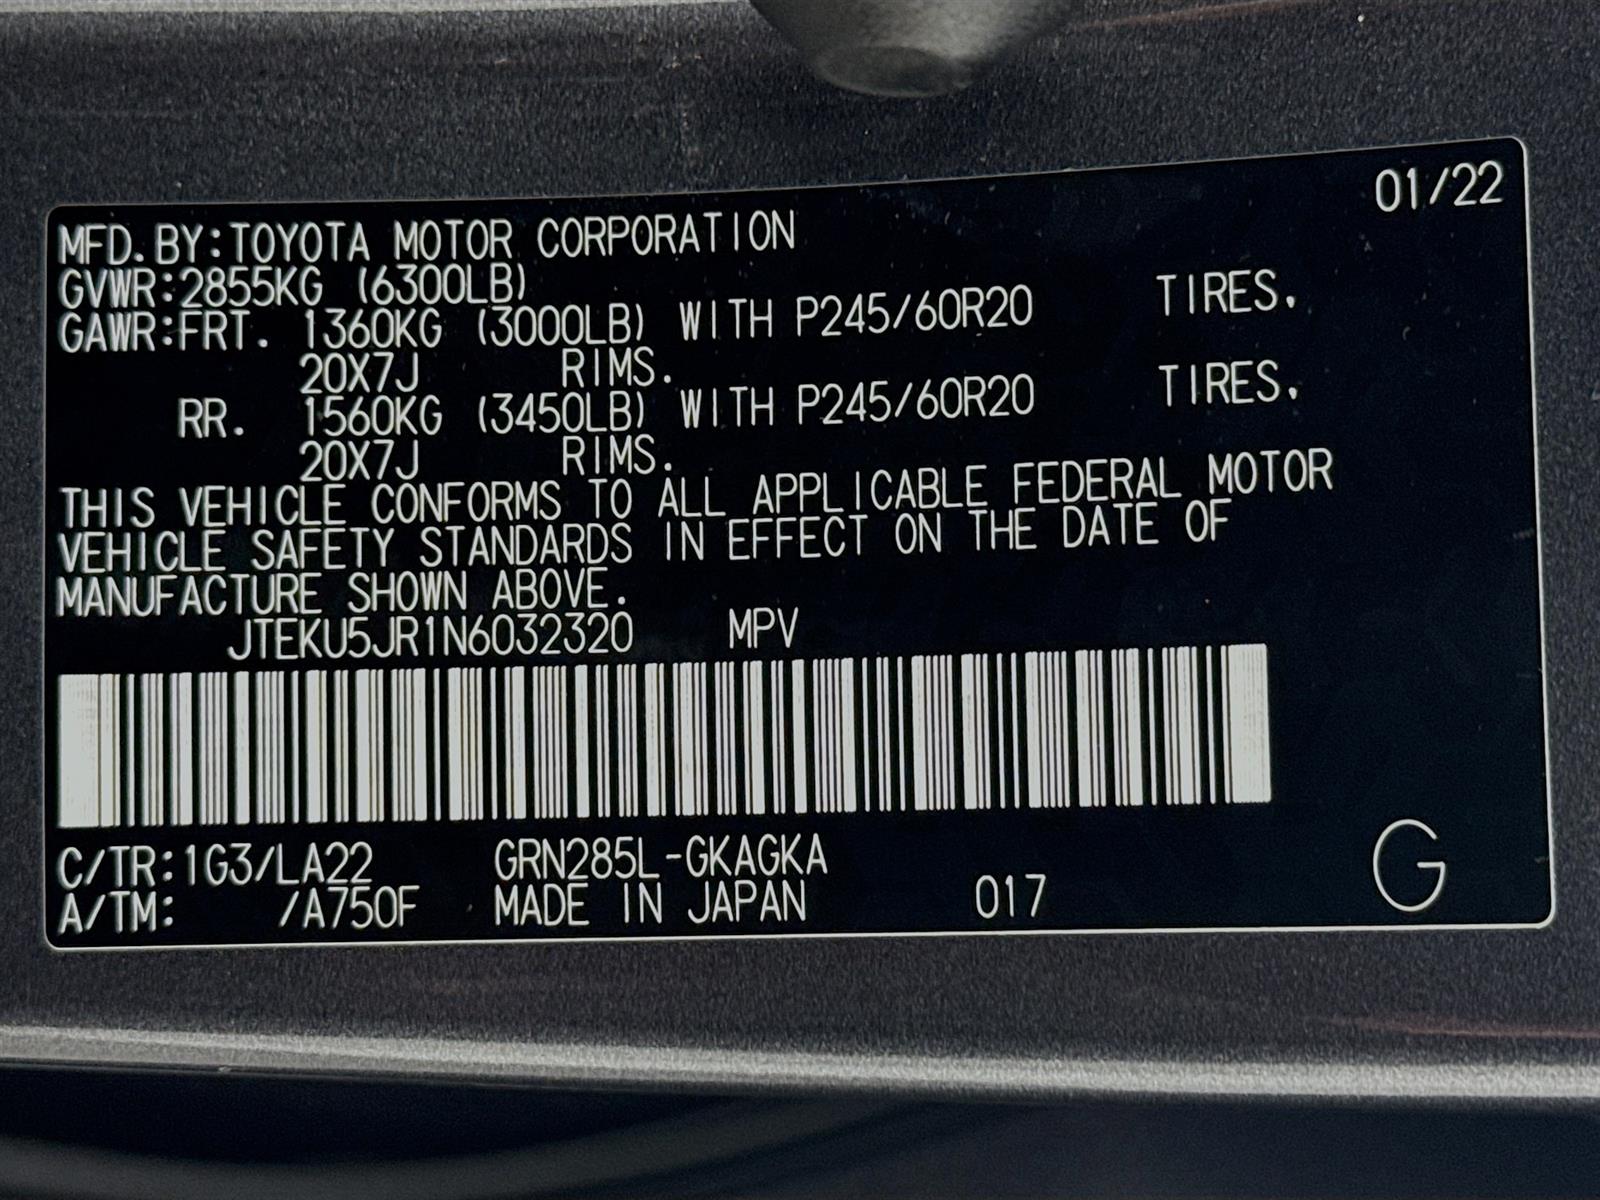 01/22
MFD. BY: TOYOTA MOTOR CORPORATION
GVWR: 2855KG (6300LB)
GAWR: FRT. 1360KG (3000LB) WITH P245/60R20 TIRES.
20X7J RIMS.
RR. 1560KG (3450LB) WITH P245/60R20 TIRES.
20X7J RIMS.
THIS VEHICLE CONFORMS TO ALL APPLICABLE FEDERAL MOTOR
VEHICLE SAFETY STANDARDS IN EFFECT ON THE DATE OF
MANUFACTURE SHOWN ABOVE.
JTEKU5JR1N6032320 MPV
C/TR: 1G3/LA22 GRN285L-GKAGKA
A/TM: /A750F MADE IN JAPAN 017 G